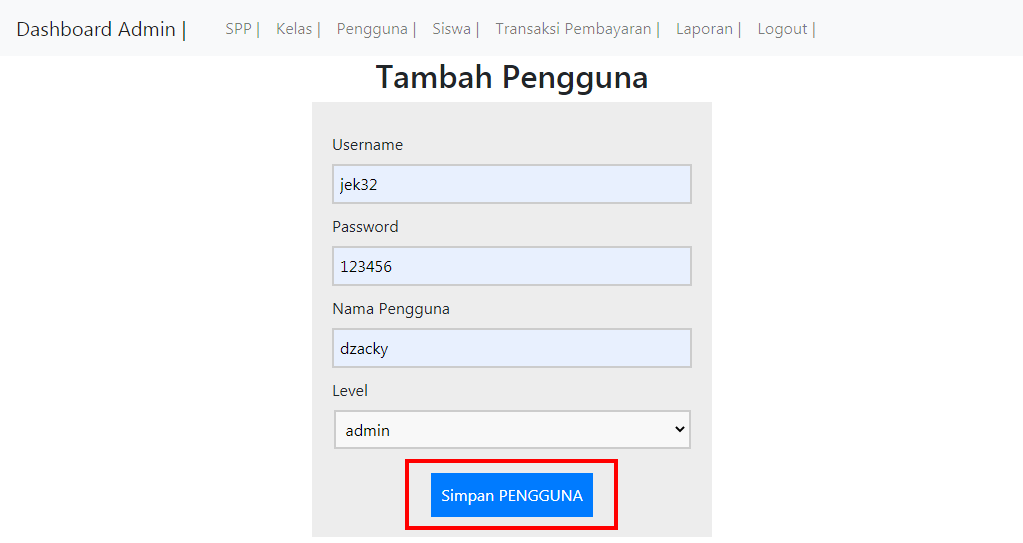 Dashboard Admin | SPP | Kelas | Pengguna | Siswa | Transaksi Pembayaran | Laporan | Logout |
Tambah Pengguna
Username
jek32
Password
123456
Nama Pengguna
dzacky
Level
admin
Simpan PENGGUNA